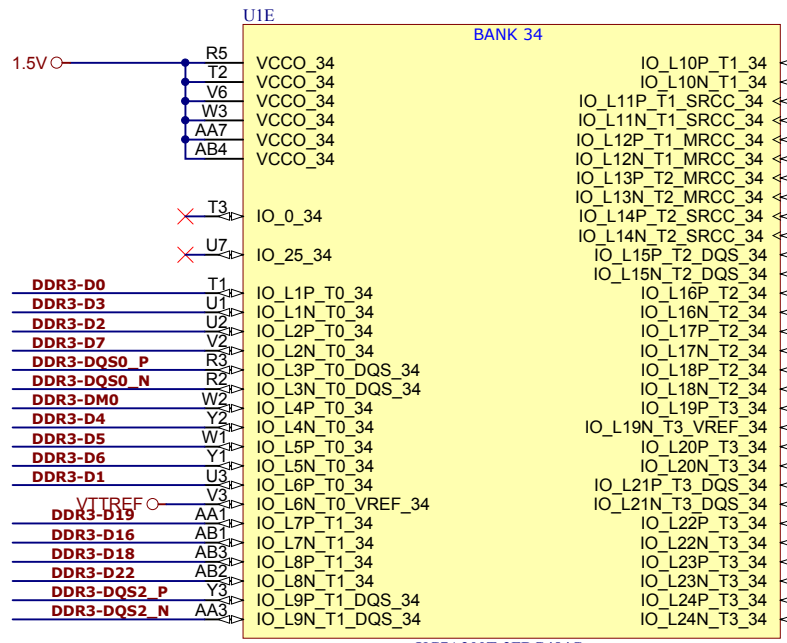 U1E
BANK 34
1.5V R5 VCCO_34 IO_L10P_T1_34
T2 VCCO_34 IO_L10N_T1_34
V6 VCCO_34 IO_L11P_T1_SRCC_34
W3 VCCO_34 IO_L11N_T1_SRCC_34
AA7 VCCO_34 IO_L12P_T1_MRCC_34
AB4 VCCO_34 IO_L12N_T1_MRCC_34
IO_L13P_T2_MRCC_34
IO_L13N_T2_MRCC_34
T3 IO_0_34 IO_L14P_T2_SRCC_34
IO_L14N_T2_SRCC_34
U7 IO_25_34 IO_L15P_T2_DQS_34
IO_L15N_T2_DQS_34
DDR3-D0 T1 IO_L1P_T0_34 IO_L16P_T2_34
DDR3-D3 U1 IO_L1N_T0_34 IO_L16N_T2_34
DDR3-D2 U2 IO_L2P_T0_34 IO_L17P_T2_34
DDR3-D7 V2 IO_L2N_T0_34 IO_L17N_T2_34
DDR3-DQS0_P R3 IO_L3P_T0_DQS_34 IO_L18P_T2_34
DDR3-DQS0_N R2 IO_L3N_T0_DQS_34 IO_L18N_T2_34
DDR3-DM0 W2 IO_L4P_T0_34 IO_L19P_T3_34
DDR3-D4 Y2 IO_L4N_T0_34 IO_L19N_T3_VREF_34
DDR3-D5 W1 IO_L5P_T0_34 IO_L20P_T3_34
DDR3-D6 Y1 IO_L5N_T0_34 IO_L20N_T3_34
DDR3-D1 U3 IO_L6P_T0_34 IO_L21P_T3_DQS_34
VTTREF V3 IO_L6N_T0_VREF_34 IO_L21N_T3_DQS_34
DDR3-D19 AA1 IO_L7P_T1_34 IO_L22P_T3_34
DDR3-D16 AB1 IO_L7N_T1_34 IO_L22N_T3_34
DDR3-D18 AB3 IO_L8P_T1_34 IO_L23P_T3_34
DDR3-D22 AB2 IO_L8N_T1_34 IO_L23N_T3_34
DDR3-DQS2_P Y3 IO_L9P_T1_DQS_34 IO_L24P_T3_34
DDR3-DQS2_N AA3 IO_L9N_T1_DQS_34 IO_L24N_T3_34